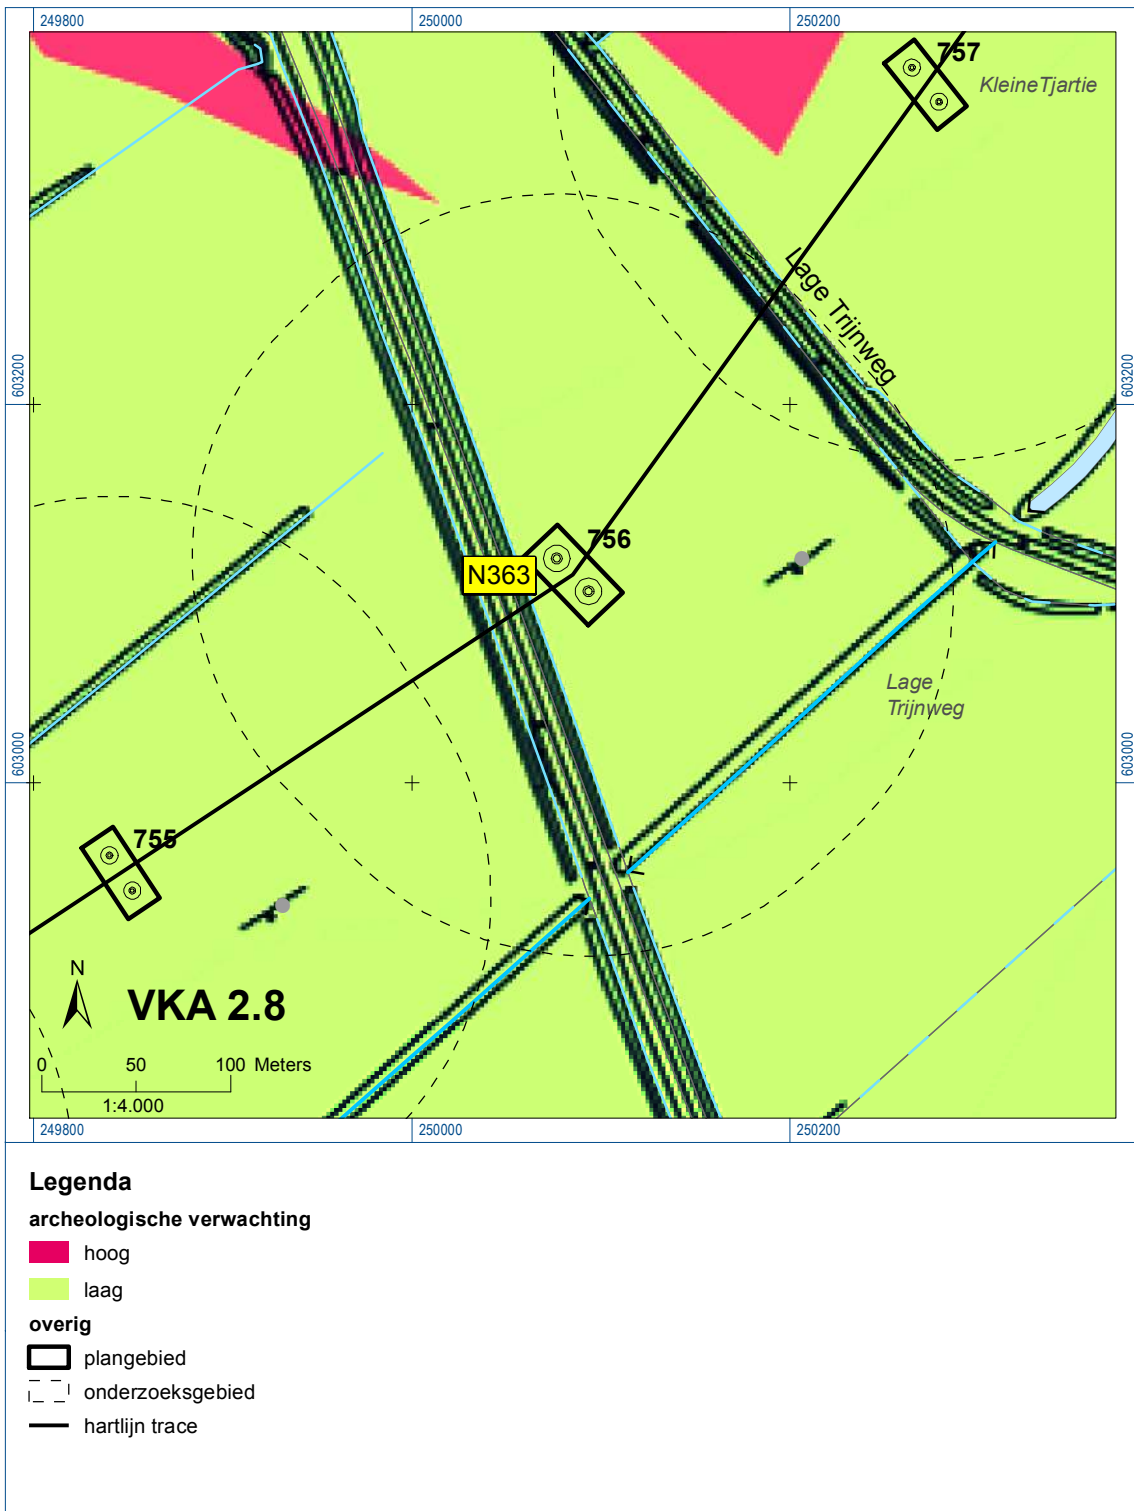 249800
250000
250200
757
KleineTjartie
Lage Trijnweg
603200
603200
756
N363
Lage
Trijnweg
603000
603000
755
N
VKA 2.8
0
50
100 Meters
1:4.000
249800
250000
250200
Legenda
archeologische verwachting
hoog
laag
overig
plangebied
onderzoeksgebied
hartlijn trace